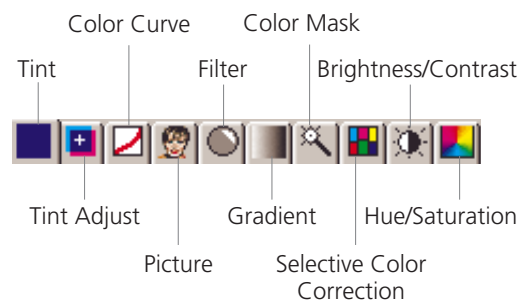 Color Curve
Color Mask
Tint
Filter
Brightness/Contrast
Tint Adjust
Gradient
Hue/Saturation
Picture
Selective Color
Correction